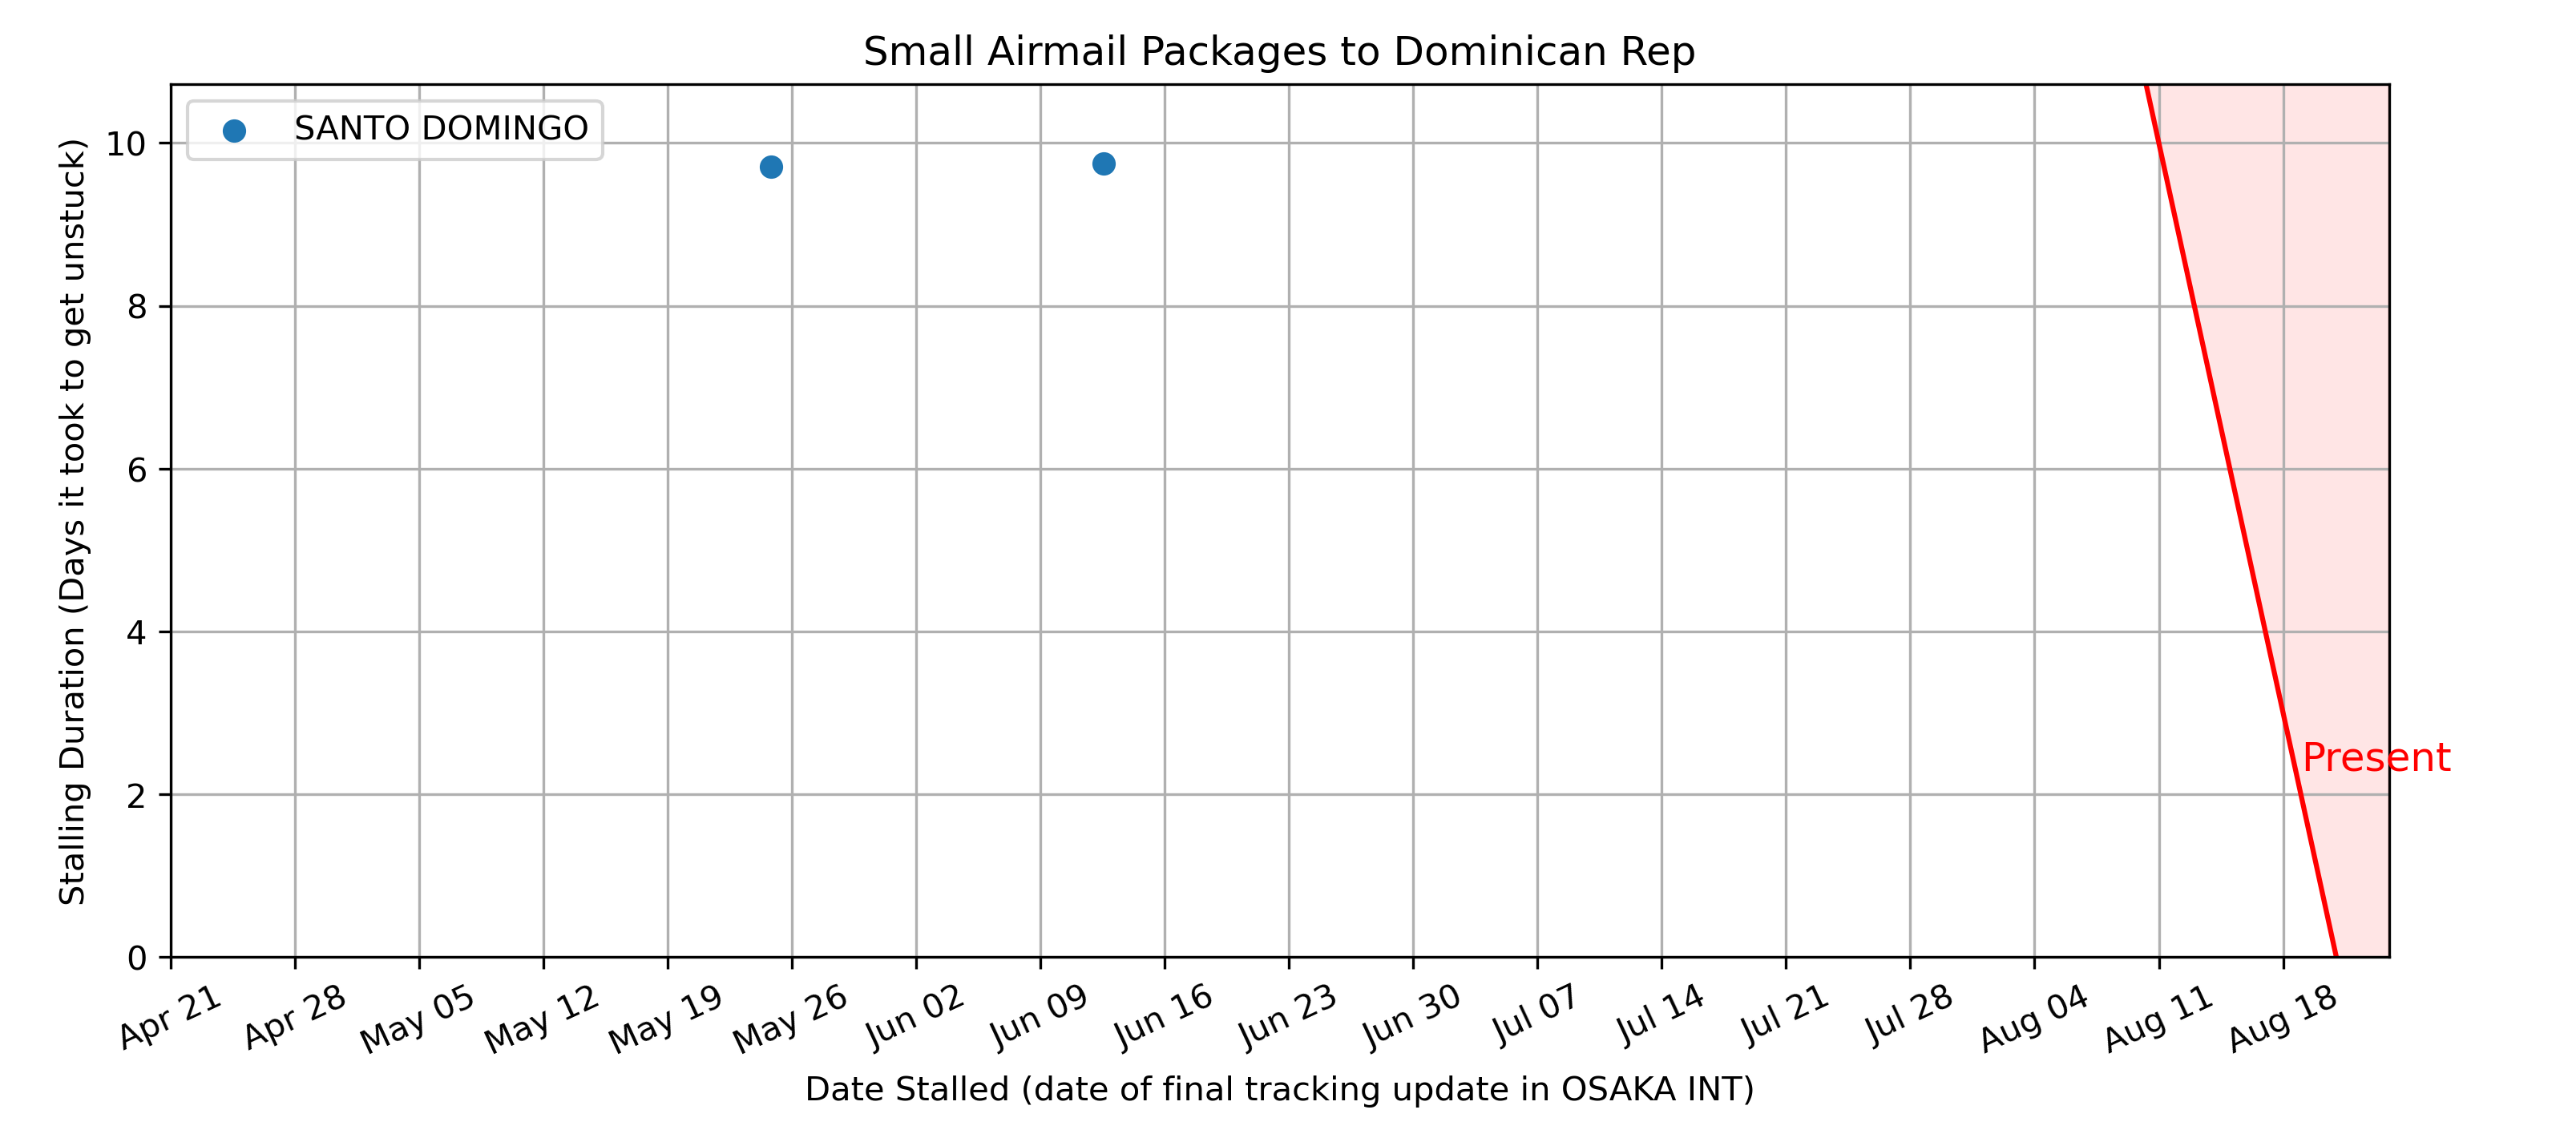 Small Airmail Packages to Dominican Rep
SANTO DOMINGO
Stalling Duration (Days it took to get unstuck)
10
8
6
4
2
0
Present
Apr 21
Apr 28
May 05
May 12
May 19
May 26
Jun 02
Jun 09
Jun 16
Jun 23
Jun 30
Jul 07
Jul 14
Jul 21
Jul 28
Aug 04
Aug 11
Aug 18
Date Stalled (date of final tracking update in OSAKA INT)